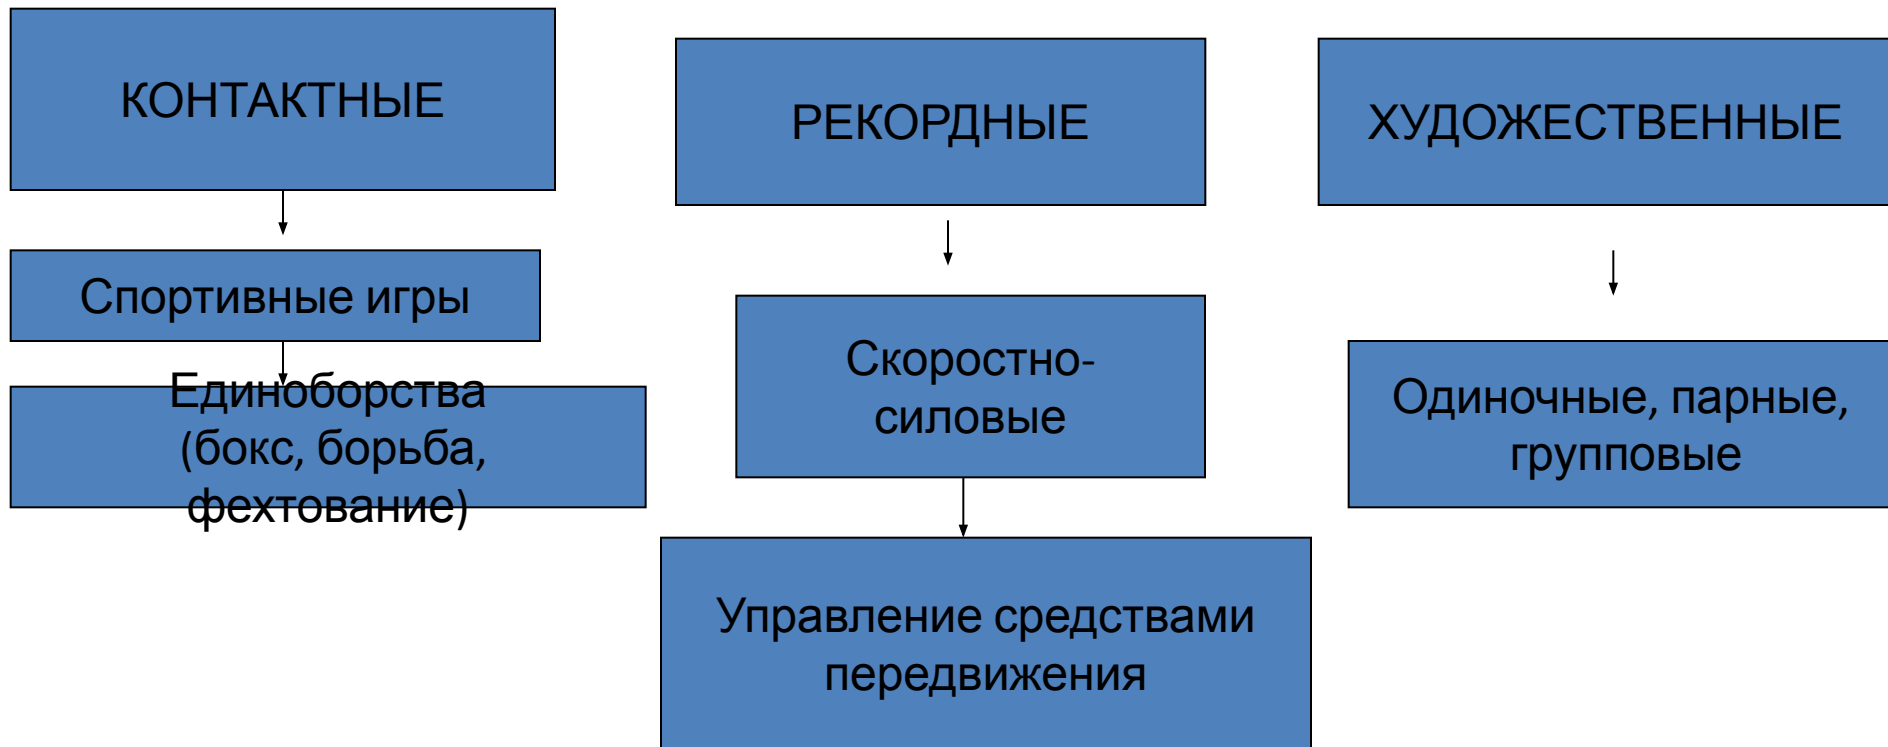 КОНТАКТНЫЕ
Спортивные игры
Единоборства
(бокс, борьба,
фехтование)
РЕКОРДНЫЕ
Скоростно-
силовые
Управление средствами
передвижения
ХУДОЖЕСТВЕННЫЕ
Одиночные, парные,
групповые